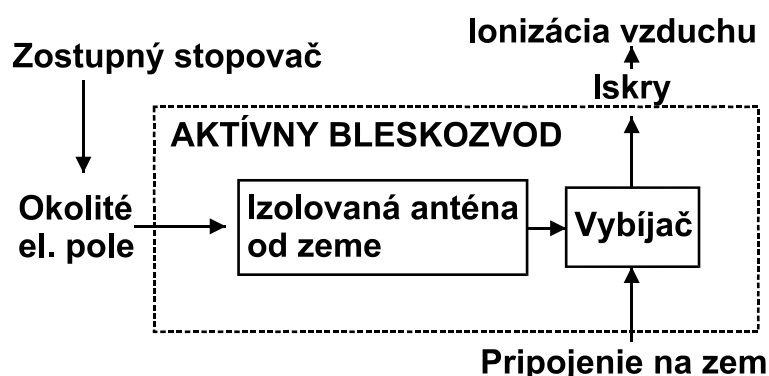 Ionizácia vzduchu
Zostupný stopovač
Iskry
AKTÍVNY BLESKOZVOD
Okolité
el. pole
Izolovaná anténa
od zeme
Vybíjač
Pripojenie na zem